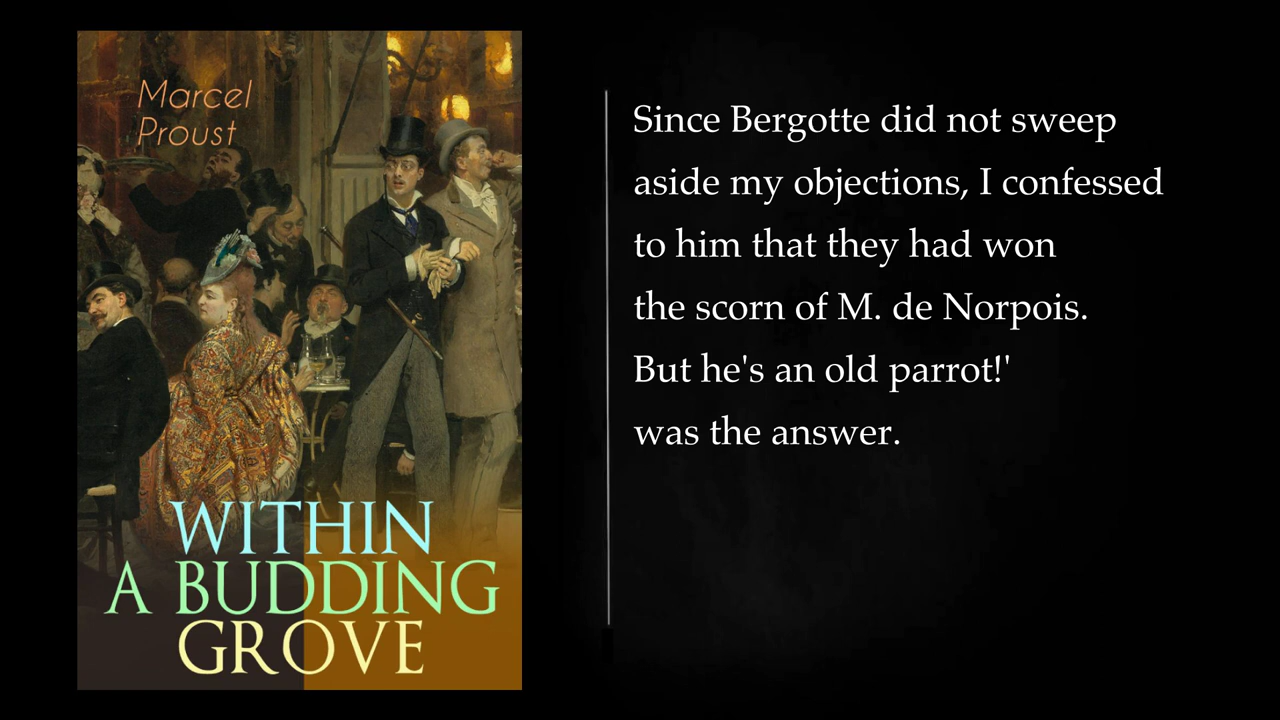 Marcel
Proust
WITHIN
A BUDDING
GROVE
Since Bergotte did not sweep
aside my objections, I confessed
to him that they had won
the scorn of M. de Norpois.
But he's an old parrot!'
was the answer.